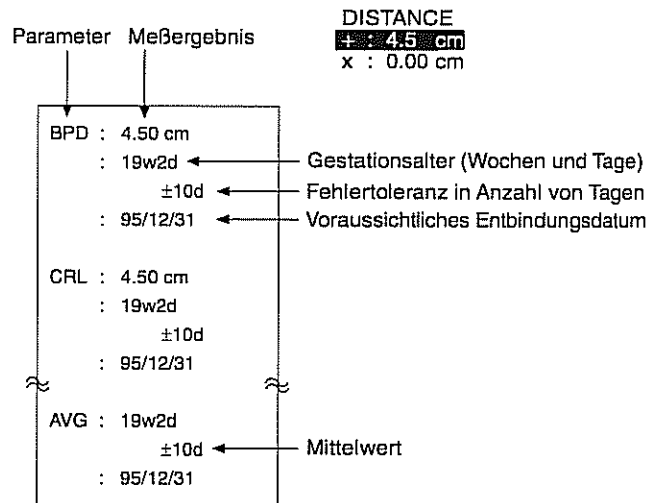 DISTANCE
+ : 4.5 cm
x : 0.00 cm
Parameter Meßergebnis
BPD : 4.50 cm
: 19w2d Gestationsalter (Wochen und Tage)
±10d Fehlertoleranz in Anzahl von Tagen
: 95/12/31 Voraussichtliches Entbindungsdatum
CRL : 4.50 cm
: 19w2d
±10d
: 95/12/31
AVG : 19w2d
±10d Mittelwert
: 95/12/31